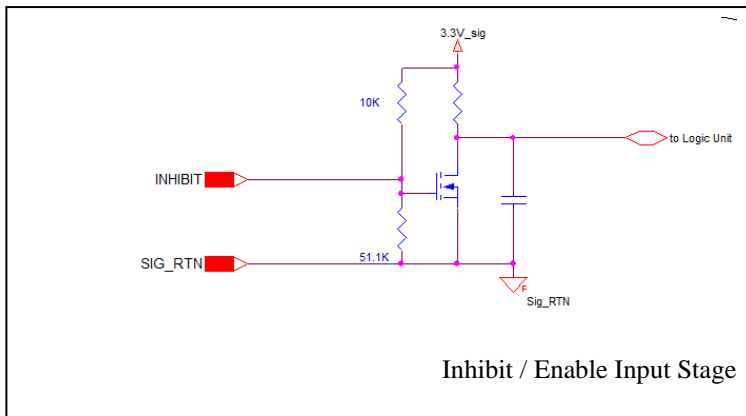 3.3V_sig
10K
to Logic Unit
INHIBIT
51.1K
SIG_RTN
F
Sig_RTN
Inhibit / Enable Input Stage